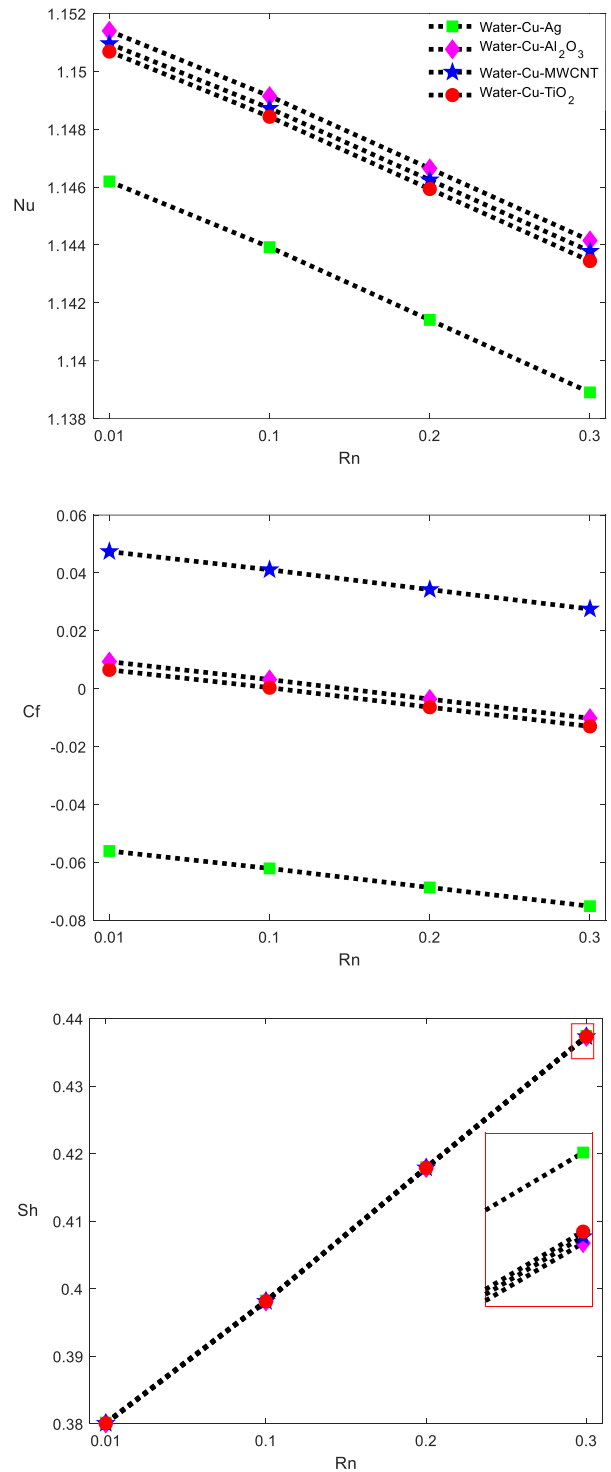 1.152
1.15
1.148
1.146
1.144
1.142
1.14
1.138
Nu
0.01 0.1 0.2 0.3
Rn
Water-Cu-Ag
Water-Cu-Al₂O₃
Water-Cu-MWCNT
Water-Cu-TiO₂
0.06
0.04
0.02
0
-0.02
-0.04
-0.06
-0.08
Cf
0.01 0.1 0.2 0.3
Rn
0.44
0.43
0.42
0.41
0.4
0.39
0.38
Sh
0.01 0.1 0.2 0.3
Rn